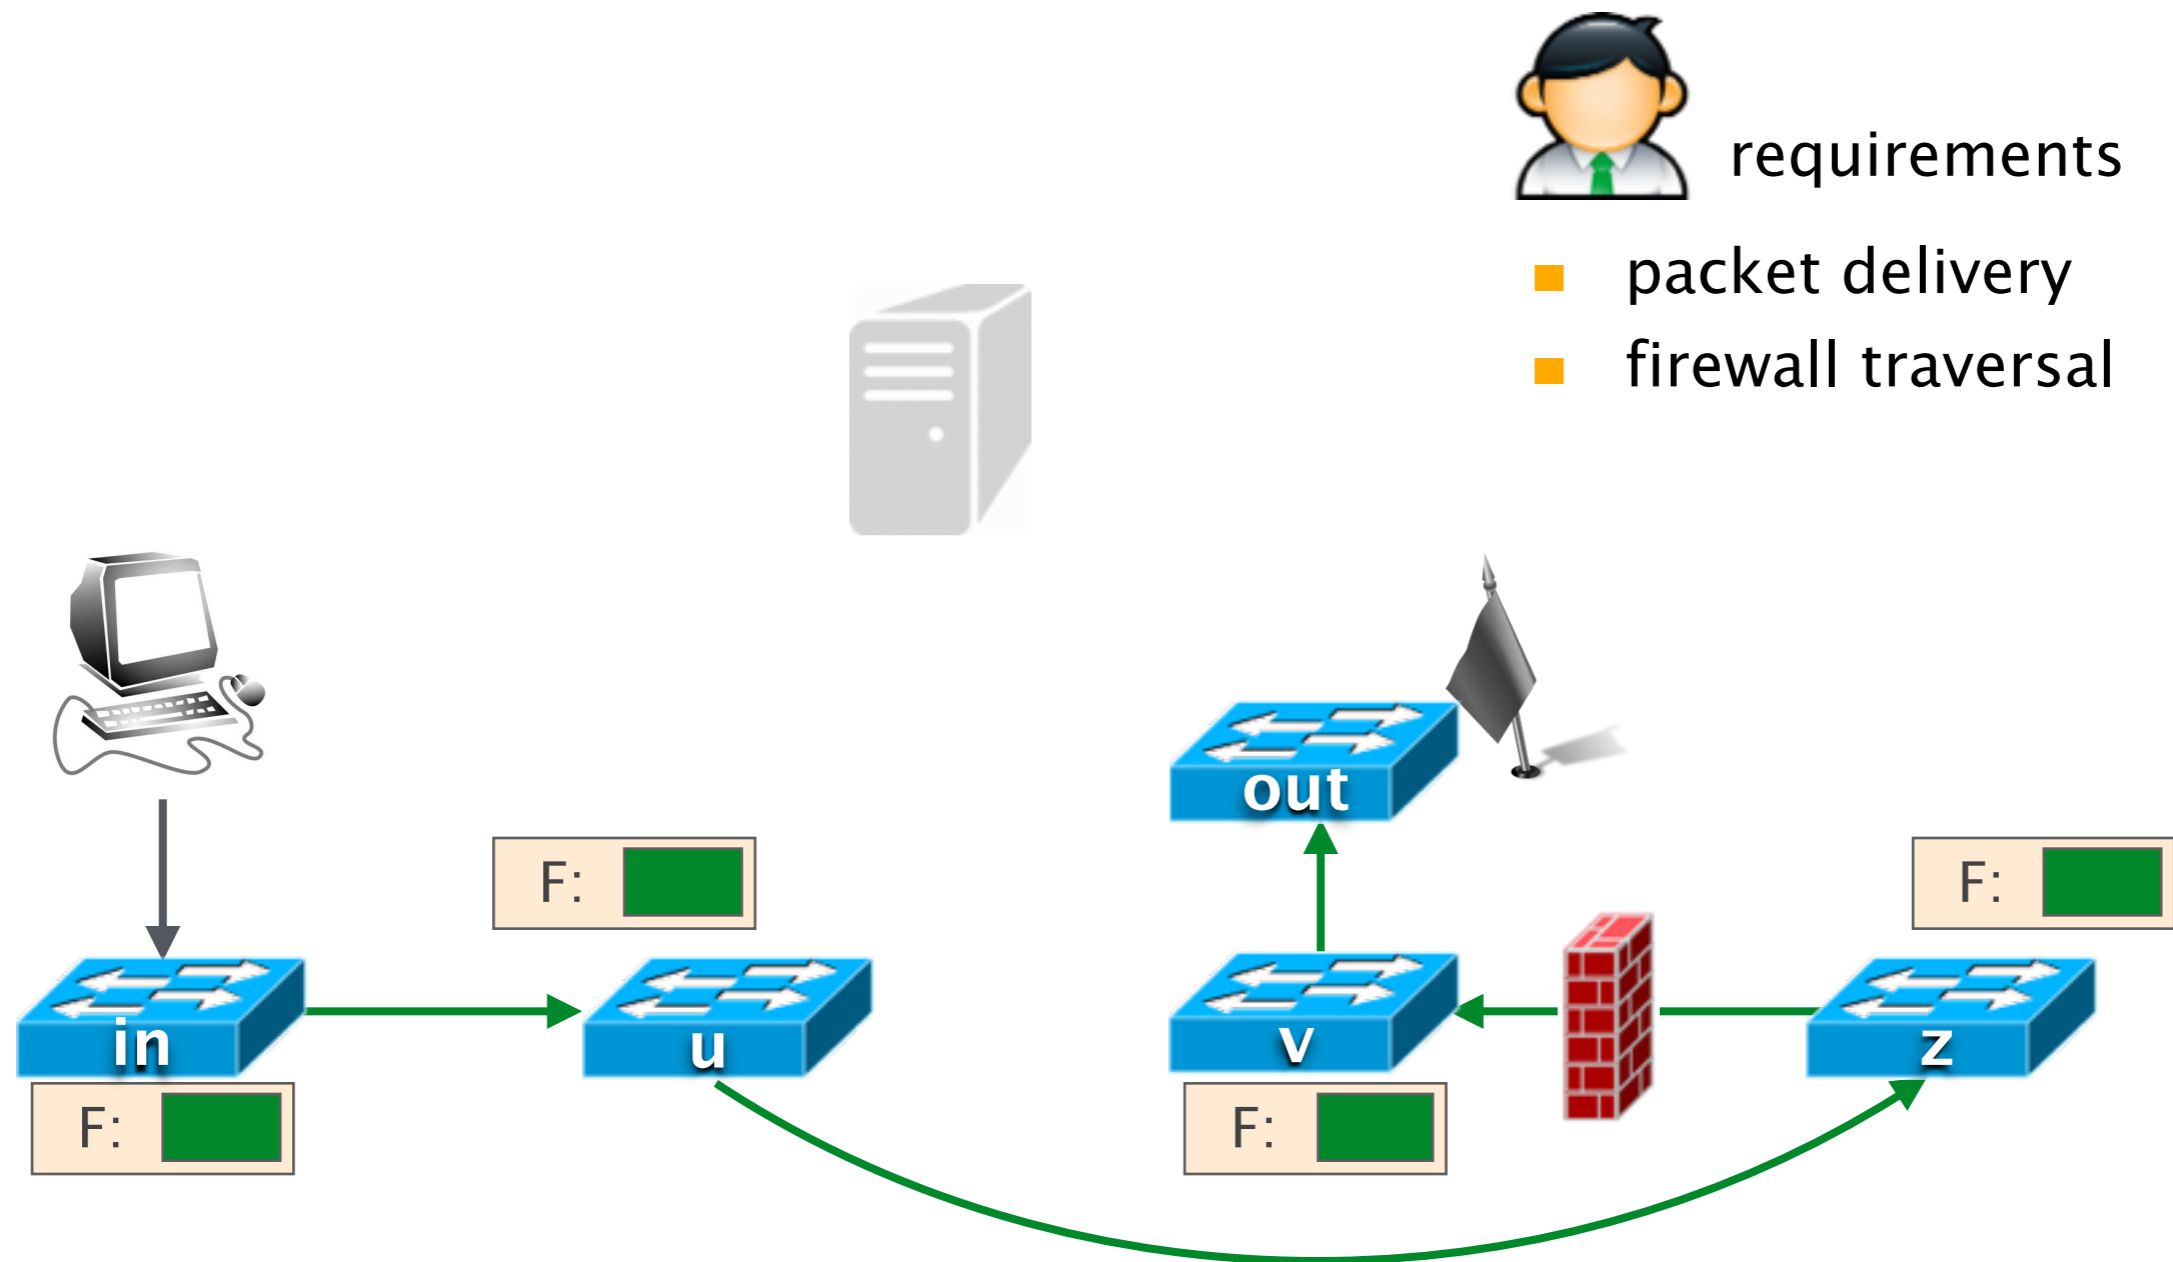 requirements
packet delivery
firewall traversal
out
F:
F:
in
u
v
z
F:
F: